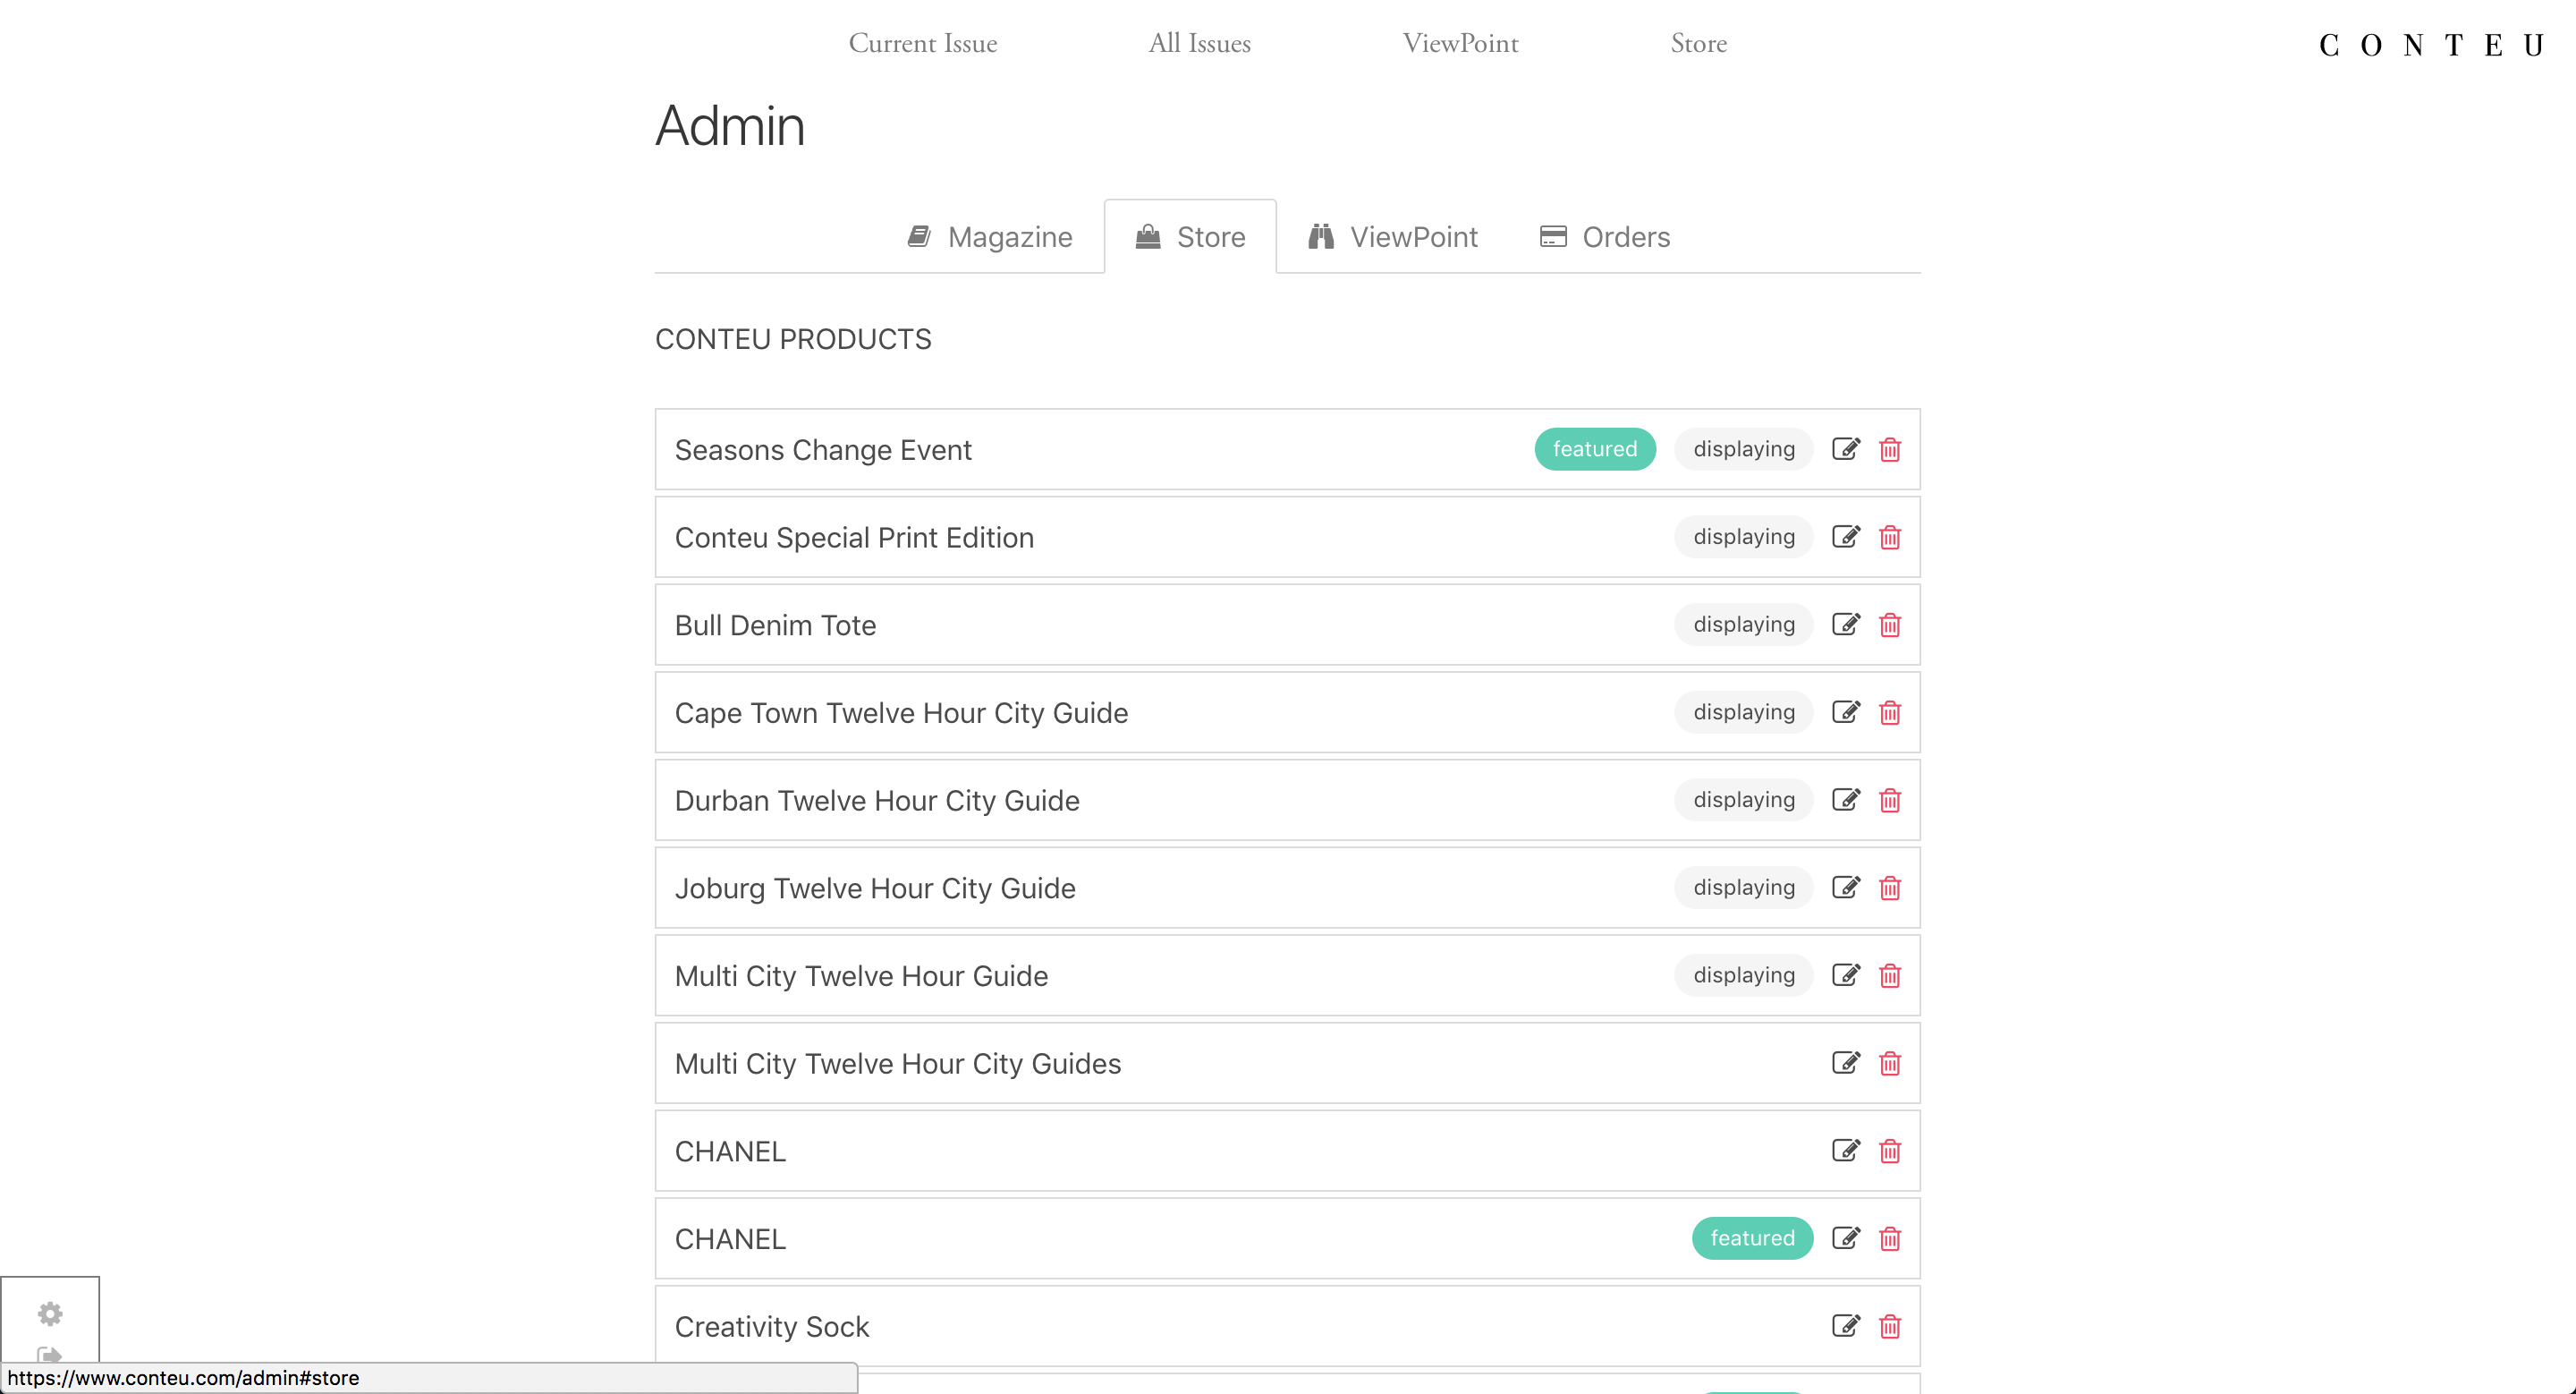 Current Issue All Issues ViewPoint Store C O N T E U
Admin
Magazine Store ViewPoint Orders
CONTEU PRODUCTS
Seasons Change Event featured displaying
Conteu Special Print Edition displaying
Bull Denim Tote displaying
Cape Town Twelve Hour City Guide displaying
Durban Twelve Hour City Guide displaying
Joburg Twelve Hour City Guide displaying
Multi City Twelve Hour Guide displaying
Multi City Twelve Hour City Guides
CHANEL
CHANEL featured
Creativity Sock
https://www.conteu.com/admin#store